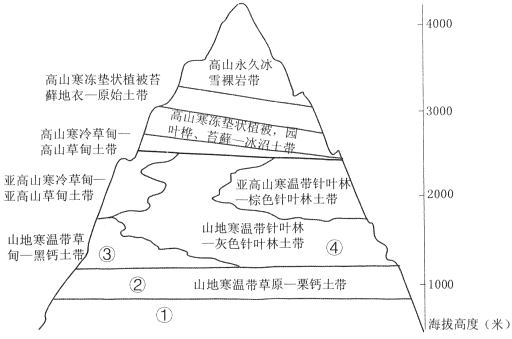 4000
高山永久冰
雪裸岩带
高山寒冻垫状植被苔
藓地衣—原始土带
3000
高山寒冻垫状植被，园
叶桦、苔藓—冰沼土带
高山寒冷草甸—
高山草甸土带
亚高山寒冷草甸—
亚高山草甸土带
亚高山寒温带针叶林
—棕色针叶林土带
2000
山地寒温带针叶林
—灰色针叶林土带
山地寒温带草
甸—黑钙土带
③
④
②
山地寒温带草原—栗钙土带
1000
①
海拔高度（米）